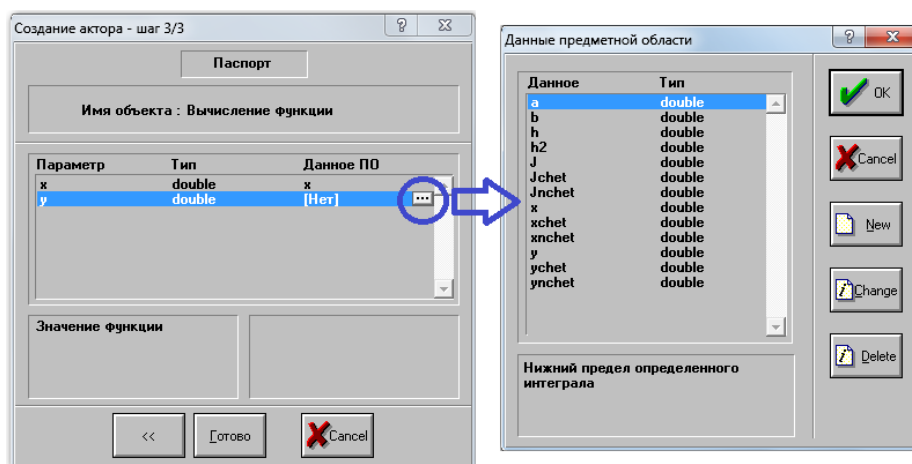 Создание актора - шаг 3/3
Паспорт
Имя объекта : Вычисление функции
Параметр Тип Данное ПО
x double x
y double [Нет] ...
Значение функции
<< Готово Cancel
Данные предметной области
Данное Тип
a double
b double
h double
h2 double
J double
Jchet double
Jnchet double
x double
xchet double
xnchet double
y double
ychet double
ynchet double
Нижний предел определенного
интеграла
OK
Cancel
New
Change
Delete